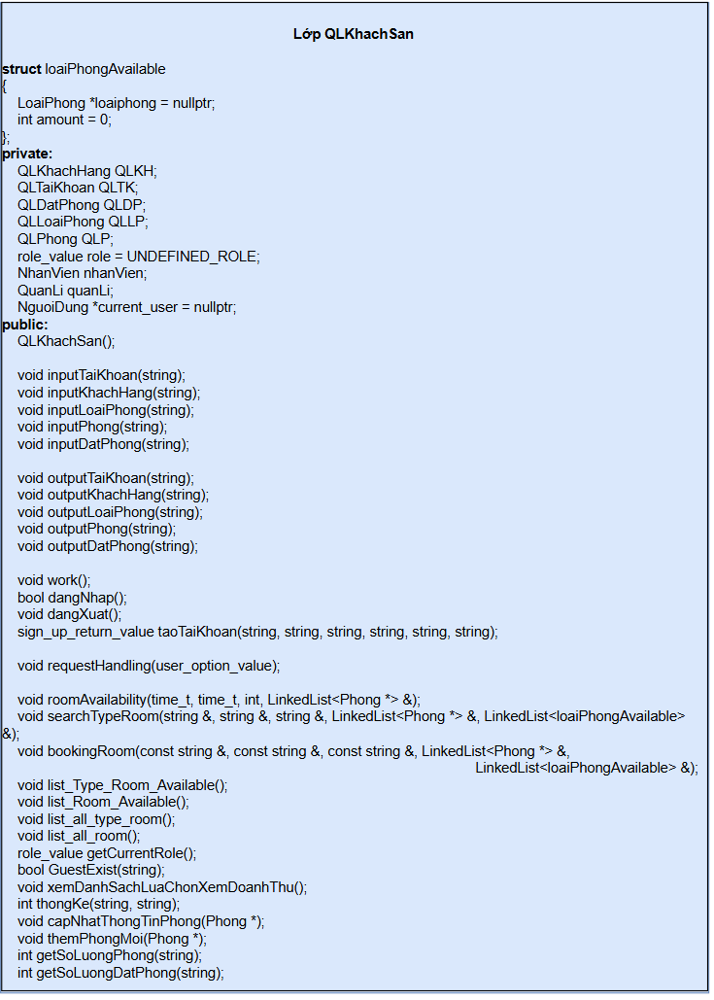 Lớp QLKhachSan
struct loaiPhongAvailable
{
LoaiPhong *loaiphong = nullptr;
int amount = 0;
};
private:
QLKhachHang QLKH;
QLTaiKhoan QLTK;
QLDatPhong QLDP;
QLLoaiPhong QLLP;
QLPhong QLP;
role_value role = UNDEFINED_ROLE;
NhanVien nhanVien;
QuanLi quanLi;
NguoiDung *current_user = nullptr;
public:
QLKhachSan();
void inputTaiKhoan(string);
void inputKhachHang(string);
void inputLoaiPhong(string);
void inputPhong(string);
void inputDatPhong(string);
void outputTaiKhoan(string);
void outputKhachHang(string);
void outputLoaiPhong(string);
void outputPhong(string);
void outputDatPhong(string);
void work();
bool dangNhap();
void dangXuat();
sign_up_return_value taoTaiKhoan(string, string, string, string, string, string);
void requestHandling(user_option_value);
void roomAvailability(time_t, time_t, int, LinkedList<Phong *> &);
void searchTypeRoom(string &, string &, string &, LinkedList<Phong *> &, LinkedList<loaiPhongAvailable>
&);
void bookingRoom(const string &, const string &, const string &, LinkedList<Phong *> &,
LinkedList<loaiPhongAvailable> &);
void list_Type_Room_Available();
void list_Room_Available();
void list_all_type_room();
void list_all_room();
role_value getCurrentRole();
bool GuestExist(string);
void xemDanhSachLuaChonXemDoanhThu();
int thongKe(string, string);
void capNhatThongTinPhong(Phong *);
void themPhongMoi(Phong *);
int getSoLuongPhong(string);
int getSoLuongDatPhong(string);